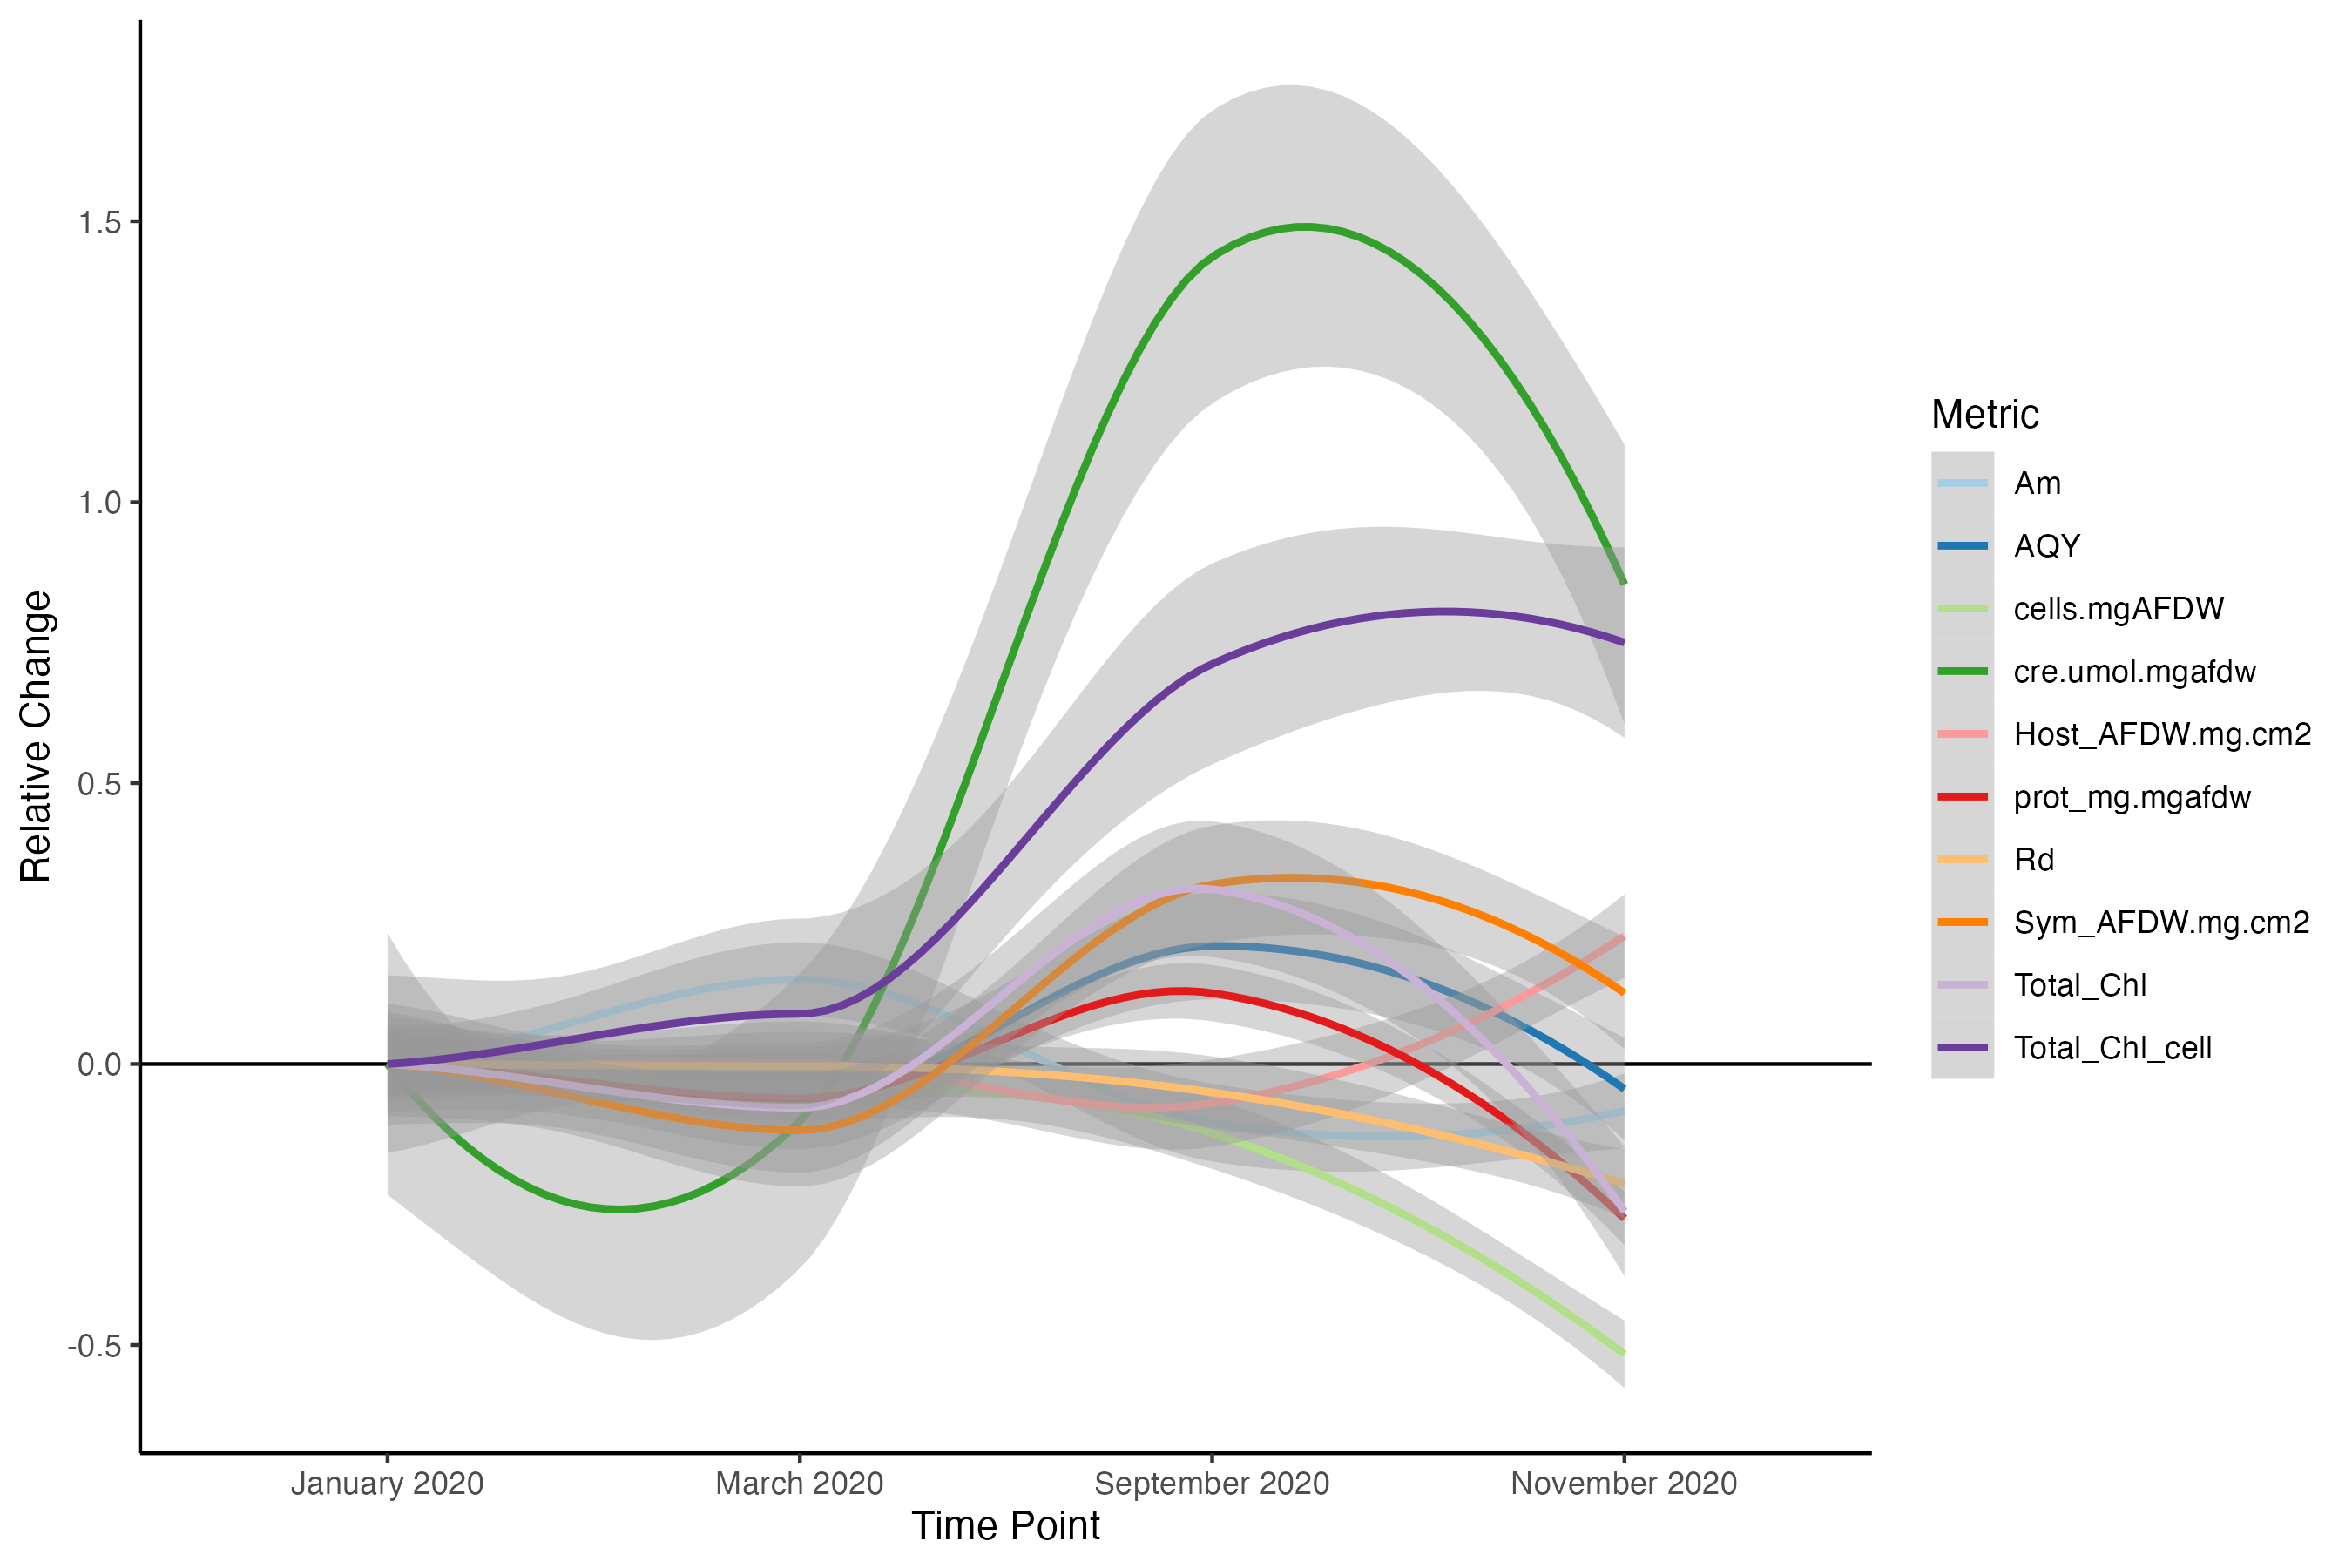 Relative Change
1.5
1.0
0.5
0.0
-0.5
January 2020
March 2020
September 2020
November 2020
Time Point
Metric
Am
AQY
cells.mgAFDW
cre.umol.mgafdw
Host_AFDW.mg.cm2
prot_mg.mgafdw
Rd
Sym_AFDW.mg.cm2
Total_Chl
Total_Chl_cell